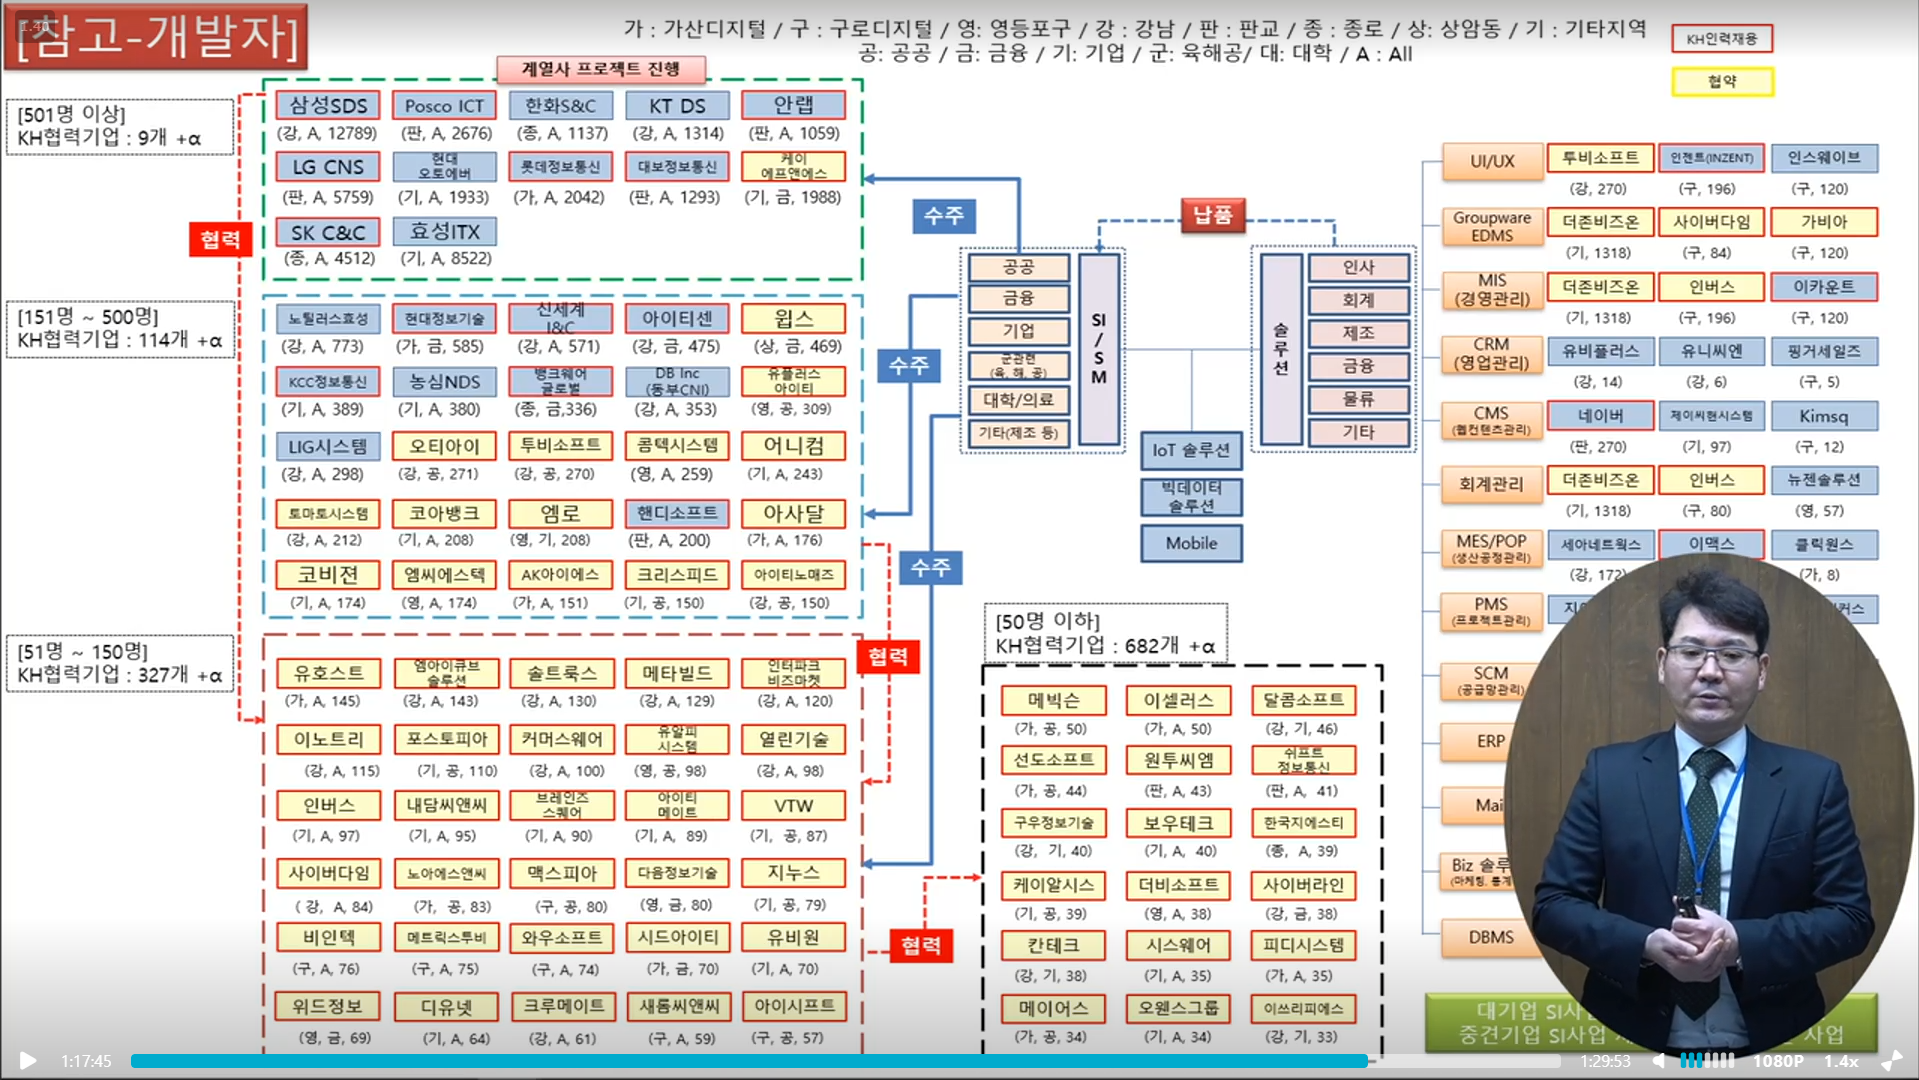 [참고-개발자]
1.40
가 : 가산디지털 / 구 : 구로디지털 / 영: 영등포구 / 강 : 강남 / 판 : 판교 / 종 : 종로 / 상: 상암동 / 기 : 기타지역
공: 공공 / 금: 금융 / 기: 기업 / 군: 육해공/ 대: 대학 / A : All
KH인력채용
협약
계열사 프로젝트 진행
[501명 이상]
KH협력기업 : 9개 +α
삼성SDS Posco ICT 한화S&C KT DS 안랩
(강, A, 12789) (판, A, 2676) (종, A, 1137) (강, A, 1314) (판, A, 1059)
LG CNS 현대 오토에버 롯데정보통신 대보정보통신 케이 에프앤에스
(판, A, 5759) (기, A, 1933) (가, A, 2042) (판, A, 1293) (기, 금, 1988)
SK C&C 효성ITX
(종, A, 4512) (기, A, 8522)
협력
[151명 ~ 500명]
KH협력기업 : 114개 +α
노틸러스효성 현대정보기술 신세계 I&C 아이티센 윕스
(강, A, 773) (가, 금, 585) (강, A, 571) (강, 금, 475) (상, 금, 469)
KCC정보통신 농심NDS 뱅크웨어 글로벌 DB Inc (동부CNI) 유플러스 아이티
(기, A, 389) (기, A, 380) (종, 금,336) (강, A, 353) (영, 공, 309)
LIG시스템 오티아이 투비소프트 콤텍시스템 어니컴
(강, A, 298) (강, 공, 271) (강, 공, 270) (영, A, 259) (기, A, 243)
토마토시스템 코아뱅크 엠로 핸디소프트 아사달
(강, A, 212) (기, A, 208) (영, 기, 208) (판, A, 200) (가, A, 176)
코비젼 엠씨에스텍 AK아이에스 크리스피드 아이티노매즈
(기, A, 174) (영, A, 174) (가, A, 151) (기, 공, 150) (강, 공, 150)
[51명 ~ 150명]
KH협력기업 : 327개 +α
유호스트 엠아이큐브 솔루션 솔트룩스 메타빌드 인터파크 비즈마켓
(가, A, 145) (강, A, 143) (강, A, 130) (강, A, 129) (강, A, 120)
이노트리 포스토피아 커머스웨어 유알피 시스템 열린기술
(강, A, 115) (기, 공, 110) (강, A, 100) (영, 공, 98) (강, A, 98)
인버스 내담씨앤씨 브레인즈 스퀘어 아이티 메이트 VTW
(기, A, 97) (기, A, 95) (기, A, 90) (기, A, 89) (기, 공, 87)
사이버다임 노아에스앤씨 맥스피아 다음정보기술 지누스
( 강, A, 84) (가, 공, 83) (구, 공, 80) (영, 금, 80) (기, 공, 79)
비인텍 메트릭스투비 와우소프트 시드아이티 유비원
(구, A, 76) (구, A, 75) (구, A, 74) (가, 금, 70) (기, A, 70)
위드정보 디유넷 크루메이트 새롬씨앤씨 아이시프트
(영, 금, 69) (기, A, 64) (강, A, 61) (구, A, 59) (구, 공, 57)
수주
수주
수주
협력
협력
납품
공공
금융
기업
군관련
(육, 해, 공)
대학/의료
기타(제조 등)
SI/SM
솔루션
인사
회계
제조
금융
물류
기타
IoT 솔루션
빅데이터
솔루션
Mobile
[50명 이하]
KH협력기업 : 682개 +α
메빅슨 이셀러스 달콤소프트
(가, 공, 50) (가, A, 50) (강, 기, 46)
선도소프트 원투씨엠 쉬프트 정보통신
(가, 공, 44) (판, A, 43) (판, A, 41)
구우정보기술 보우테크 한국지에스티
(강, 기, 40) (기, A, 40) (종, A, 39)
케이알시스 더비소프트 사이버라인
(기, 공, 39) (영, A, 38) (강, 금, 38)
칸테크 시스웨어 피디시스템
(강, 기, 38) (기, A, 35) (가, A, 35)
메이어스 오웬스그룹 이쓰리피에스
(가, 공, 34) (기, A, 34) (강, 기, 33)
UI/UX 투비소프트 인젠트(INZENT) 인스웨이브
(강, 270) (구, 196) (구, 120)
Groupware EDMS 더존비즈온 사이버다임 가비아
(기, 1318) (구, 84) (구, 120)
MIS (경영관리) 더존비즈온 인버스 이카운트
(기, 1318) (구, 196) (구, 120)
CRM (영업관리) 유비플러스 유니씨엔 핑거세일즈
(강, 14) (강, 6) (구, 5)
CMS (웹컨텐츠관리) 네이버 제이씨현시스템 Kimsq
(판, 270) (기, 97) (구, 12)
회계관리 더존비즈온 인버스 뉴젠솔루션
(기, 1318) (구, 80) (영, 57)
MES/POP (생산공정관리) 세아네트웍스 이맥스 클릭원스
(강, 172) (가, 8)
PMS (프로젝트관리)
SCM (공급망관리)
ERP
Mai
Biz 솔루
(마케팅, 통계
DBMS
대기업 SI사
중견기업 SI사업
사업
1:17:45
1:29:53
1080P
1.4x